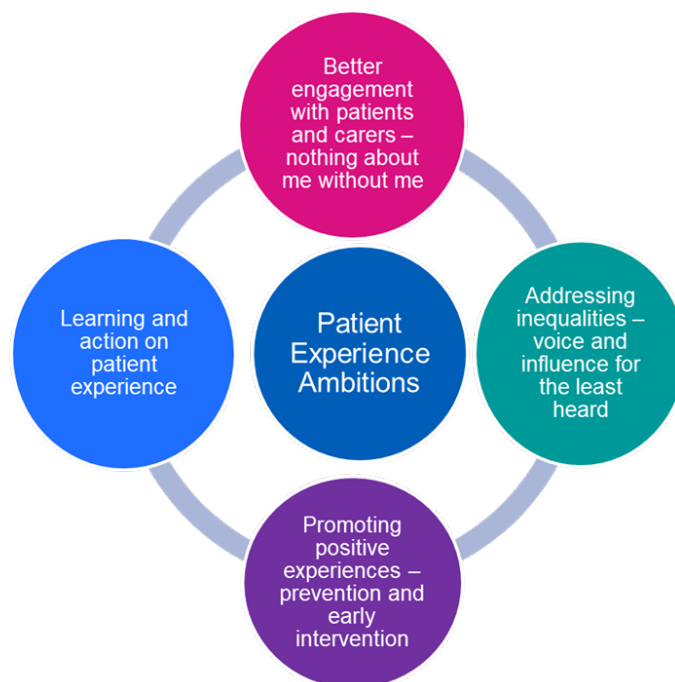 Better
engagement
with patients
and carers –
nothing about
me without me
Learning and
action on
patient
experience
Patient
Experience
Ambitions
Addressing
inequalities –
voice and
influence for
the least
heard
Promoting
positive
experiences –
prevention and
early
intervention